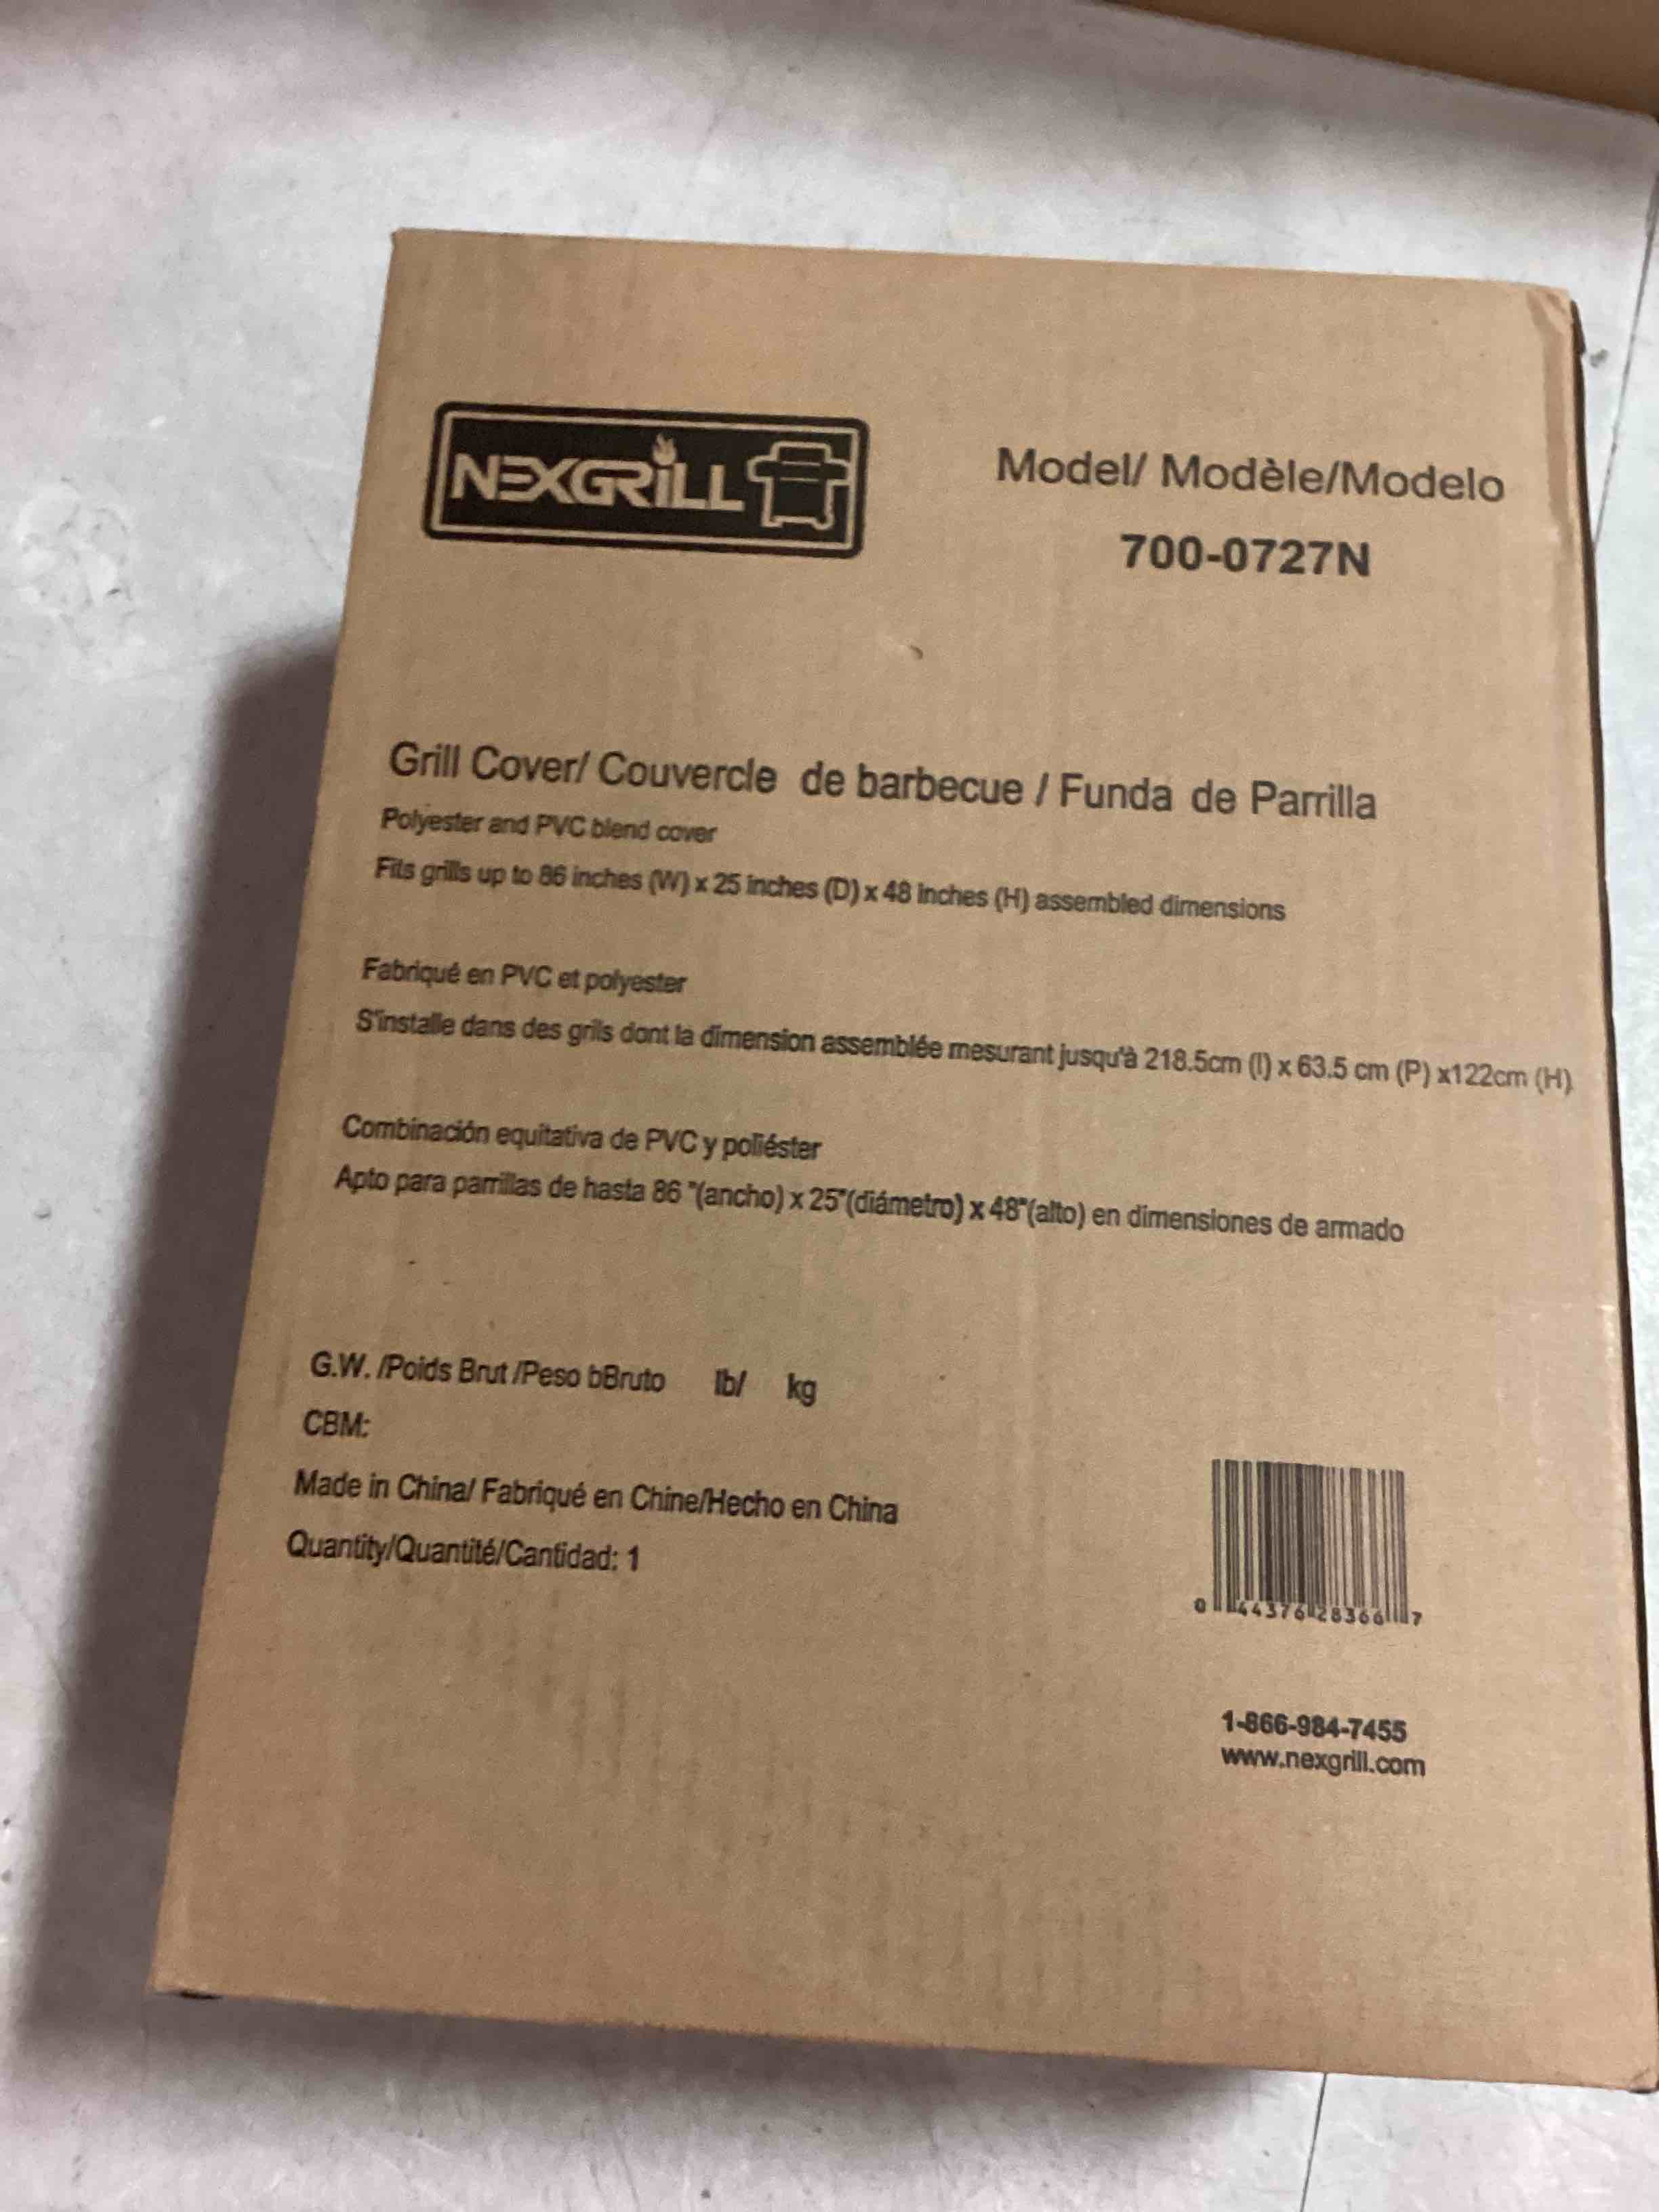 NEXGRILL
Model/ Modèle/Modelo
700-0727N
Grill Cover/ Couvercle de barbecue / Funda de Parrilla
Polyester and PVC blend cover
Fits grills up to 86 inches (W) x 25 inches (D) x 48 inches (H) assembled dimensions
Fabriqué en PVC et polyester
S'installe dans des grils dont la dimension assemblée mesurant jusqu'à 218.5cm (l) x 63.5 cm (P) x122cm (H)
Combinación equitativa de PVC y poliéster
Apto para parrillas de hasta 86 "(ancho) x 25"(diámetro) x 48"(alto) en dimensiones de armado
G.W. /Poids Brut /Peso bBruto lb/ kg
CBM:
Made in China/ Fabriqué en Chine/Hecho en China
Quantity/Quantité/Cantidad: 1
0 44376 28366 7
1-866-984-7455
www.nexgrill.com